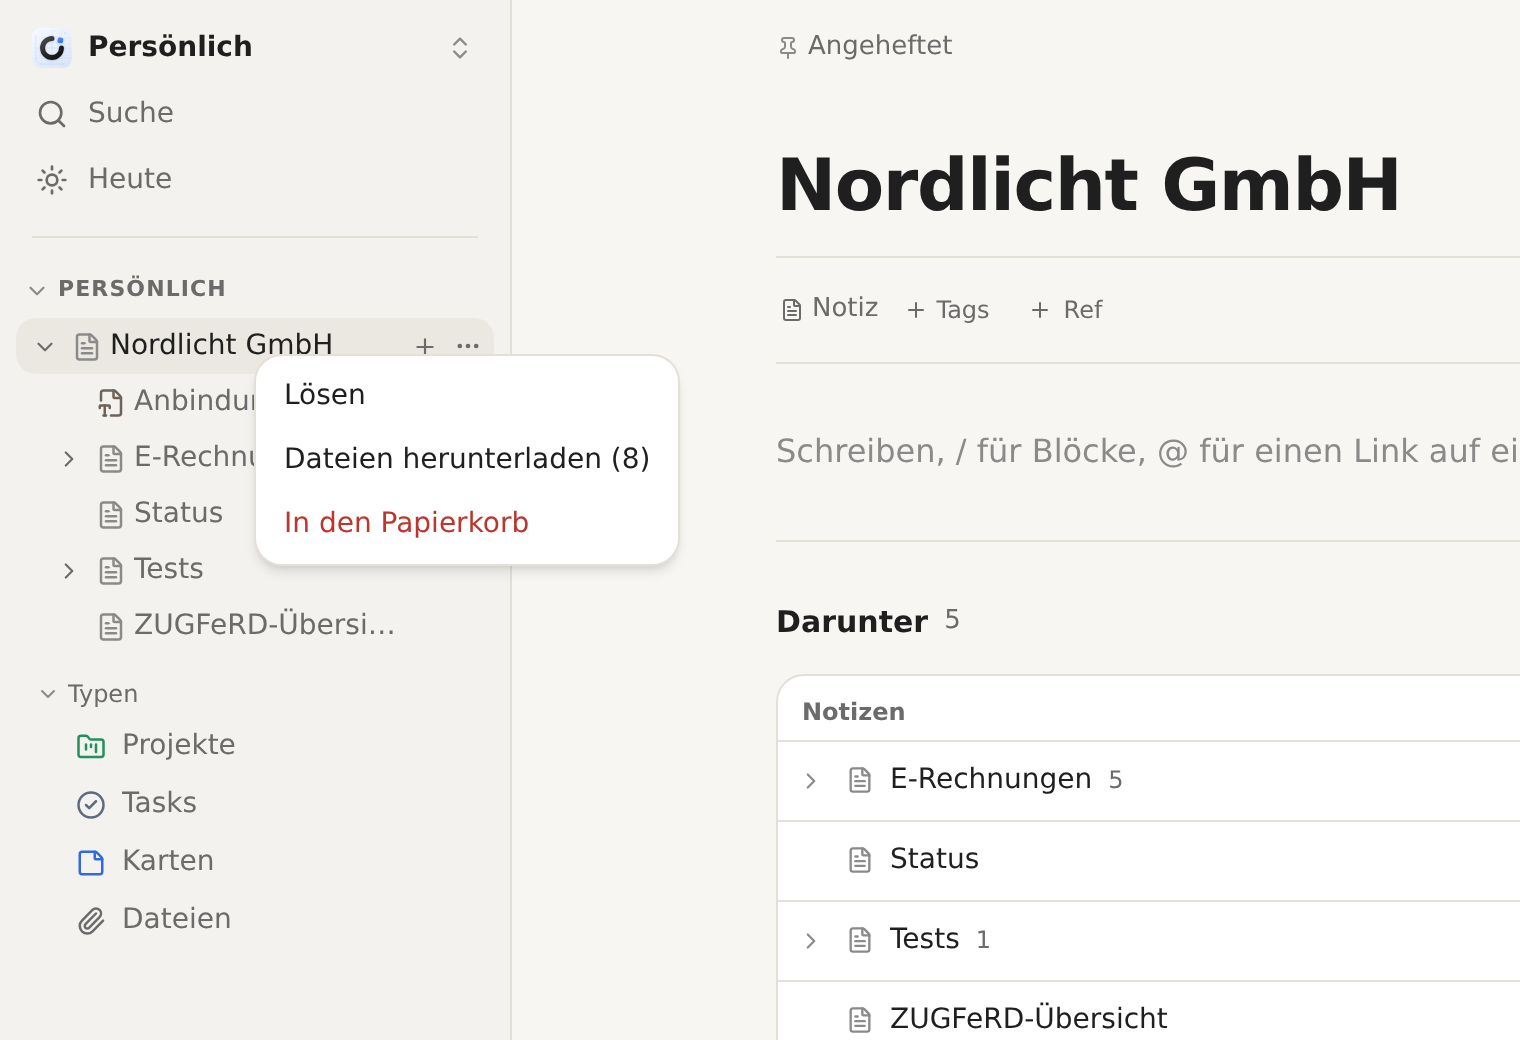 Persönlich
Suche
Heute
PERSÖNLICH
Nordlicht GmbH
Status
Tests
ZUGFeRD-Übersi...
Typen
Projekte
Tasks
Karten
Dateien
Lösen
Dateien herunterladen (8)
In den Papierkorb
Angeheftet
Nordlicht GmbH
Notiz + Tags + Ref
Schreiben, / für Blöcke, @ für einen Link auf
Darunter 5
Notizen
E-Rechnungen 5
Status
Tests 1
ZUGFeRD-Übersicht